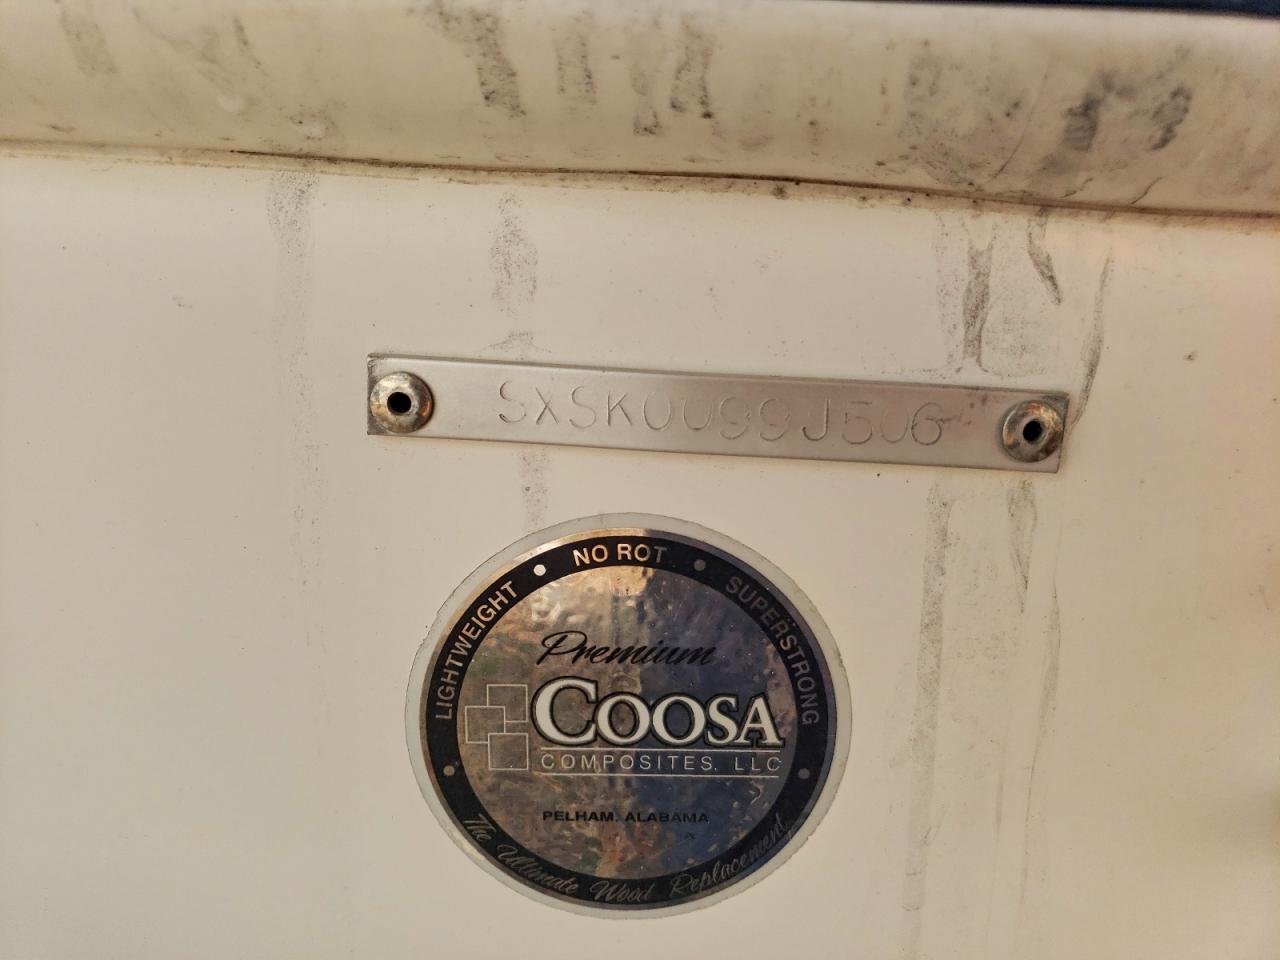 SXSK0099J506
LIGHTWEIGHT • NO ROT • SUPERSTRONG
Premium
COOSA
COMPOSITES, LLC
PELHAM, ALABAMA
The Ultimate Wood Replacement